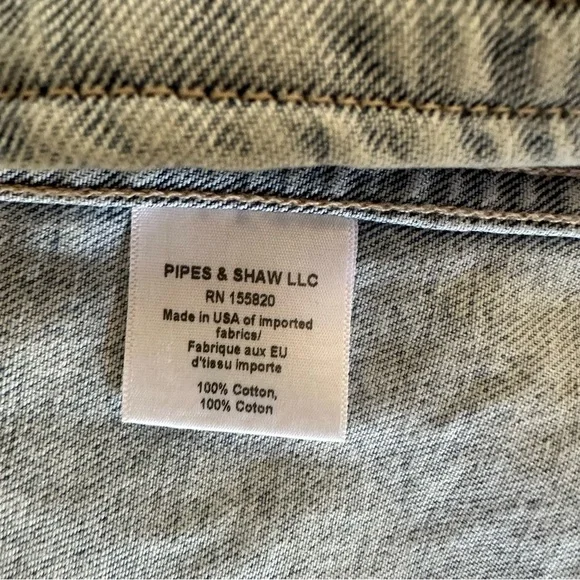 PIPES & SHAW LLC
RN 155820
Made in USA of imported
fabrics/
Fabrique aux EU
d'tissu importe
100% Cotton,
100% Coton